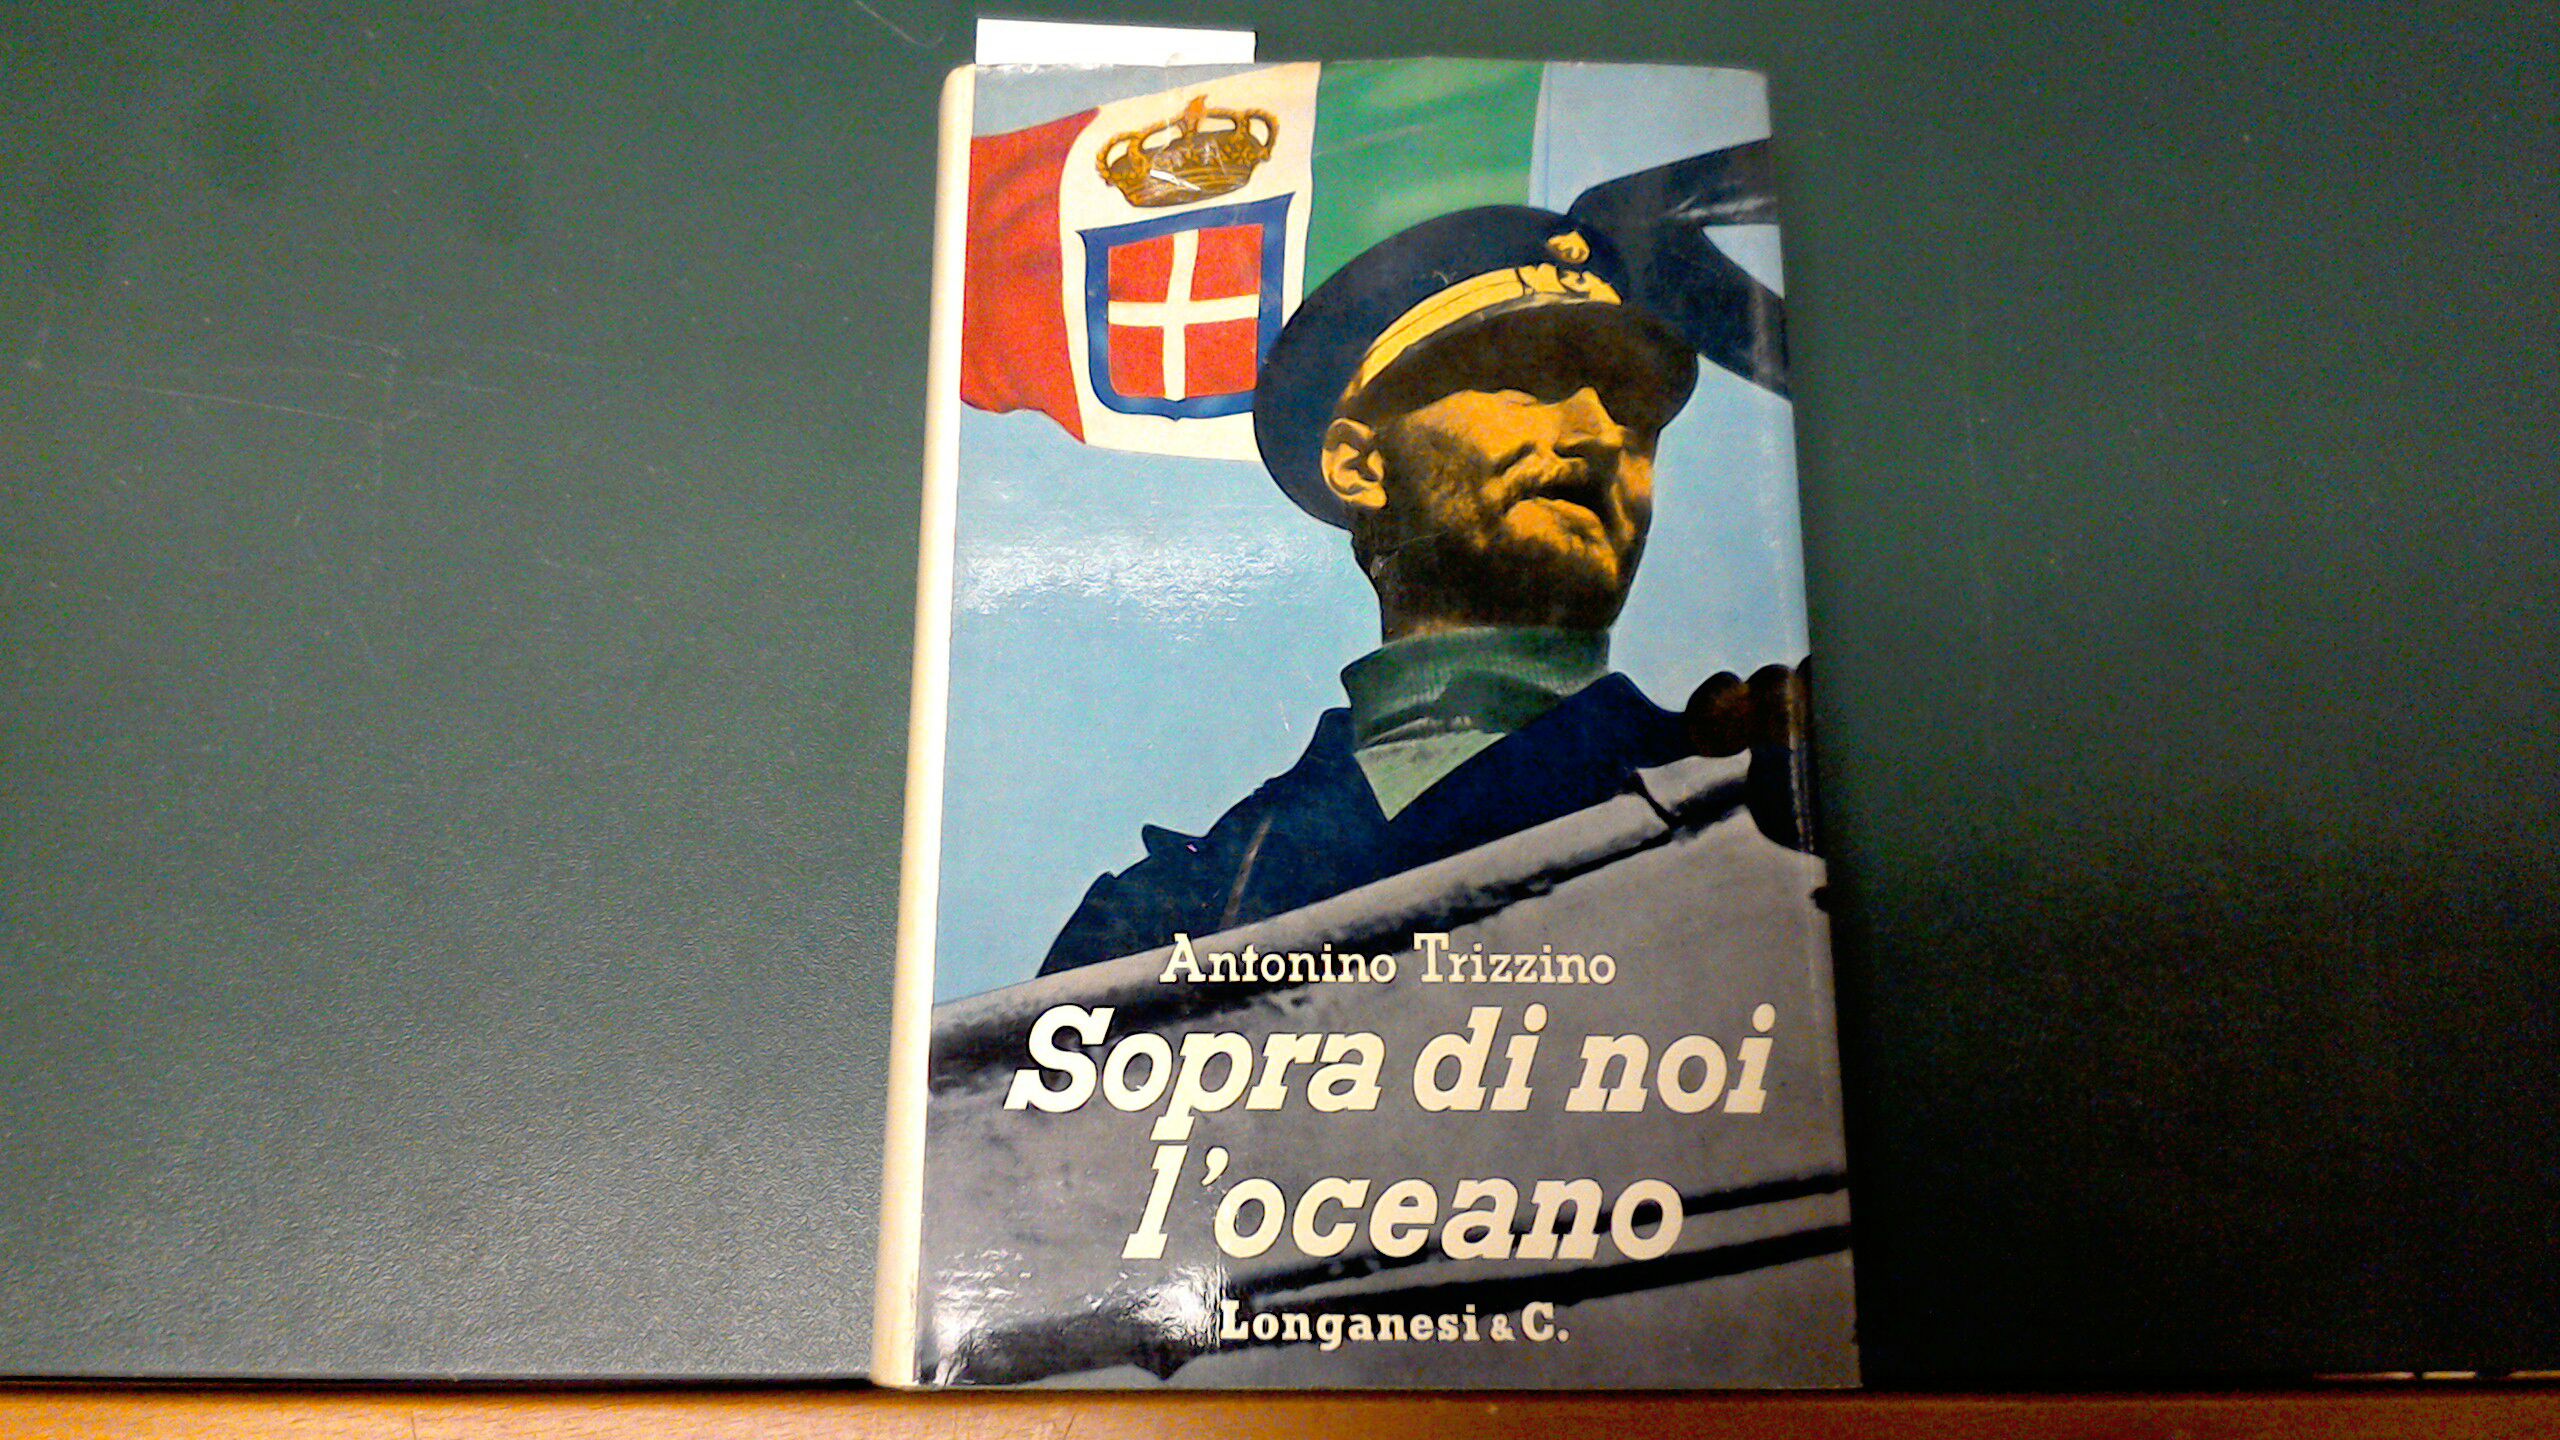 Antonino Trizzino
Sopra di noi
l'oceano
Longanesi & C.